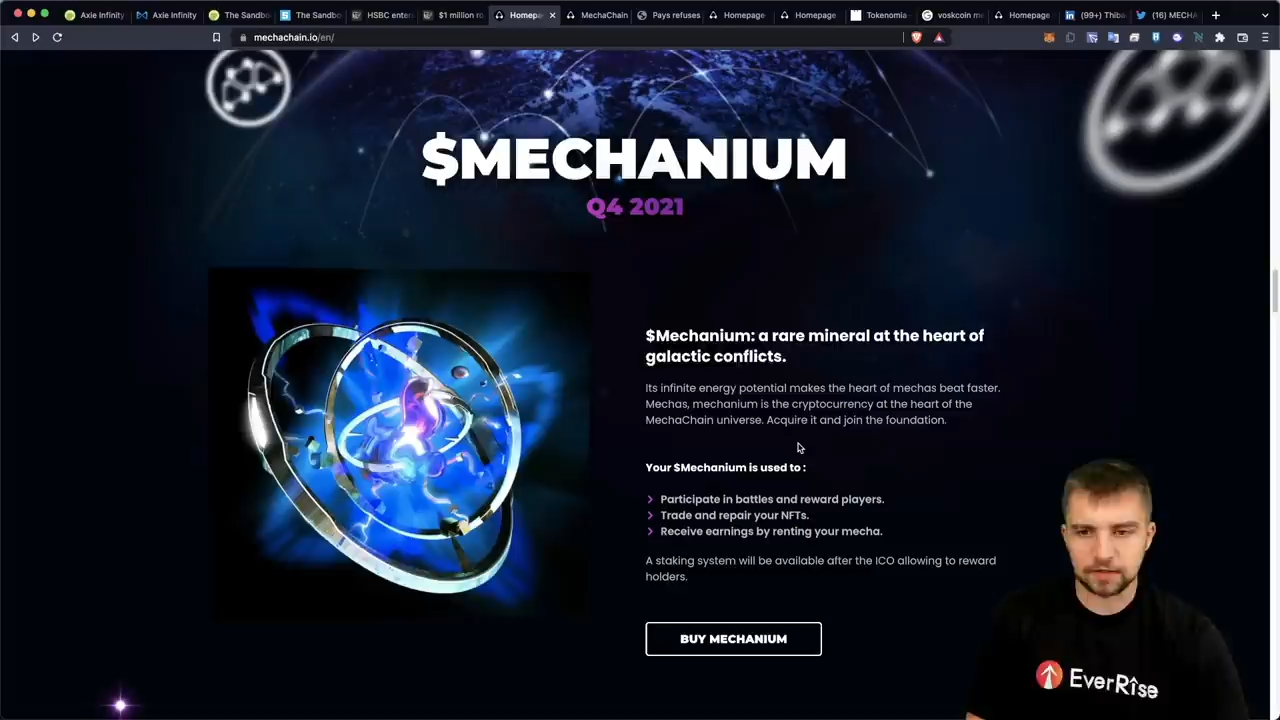 Axie Infinity
Axie Infinity
The Sandbo
The Sandb
HSBC enter
$1 million ro
Homep
MechaChain
Pays refuses
Homepage
Homepage
Tokenomia
voskcoin m
Homepage
(99+) Thiba
(16) MECHA
mechachain.io/en/
$MECHANIUM
Q4 2021
$Mechanium: a rare mineral at the heart of
galactic conflicts.
Its infinite energy potential makes the heart of mechas beat faster.
Mechas, mechanium is the cryptocurrency at the heart of the
MechaChain universe. Acquire it and join the foundation.
Your $Mechanium is used to :
Participate in battles and reward players.
Trade and repair your NFTs.
Receive earnings by renting your mecha.
A staking system will be available after the ICO allowing to reward
holders.
BUY MECHANIUM
EverRise